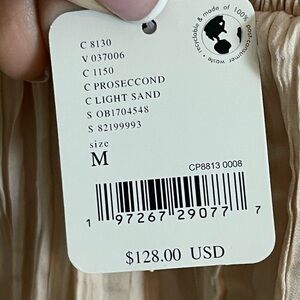 C 8130
V 037006
C 1150
C PROSECCOND
C LIGHT SAND
S OB1704548
S 82199993
size
M
recyclable & made of 100% post-consumer waste •
CP8813 0008
1 97267 29077 7
$128.00 USD